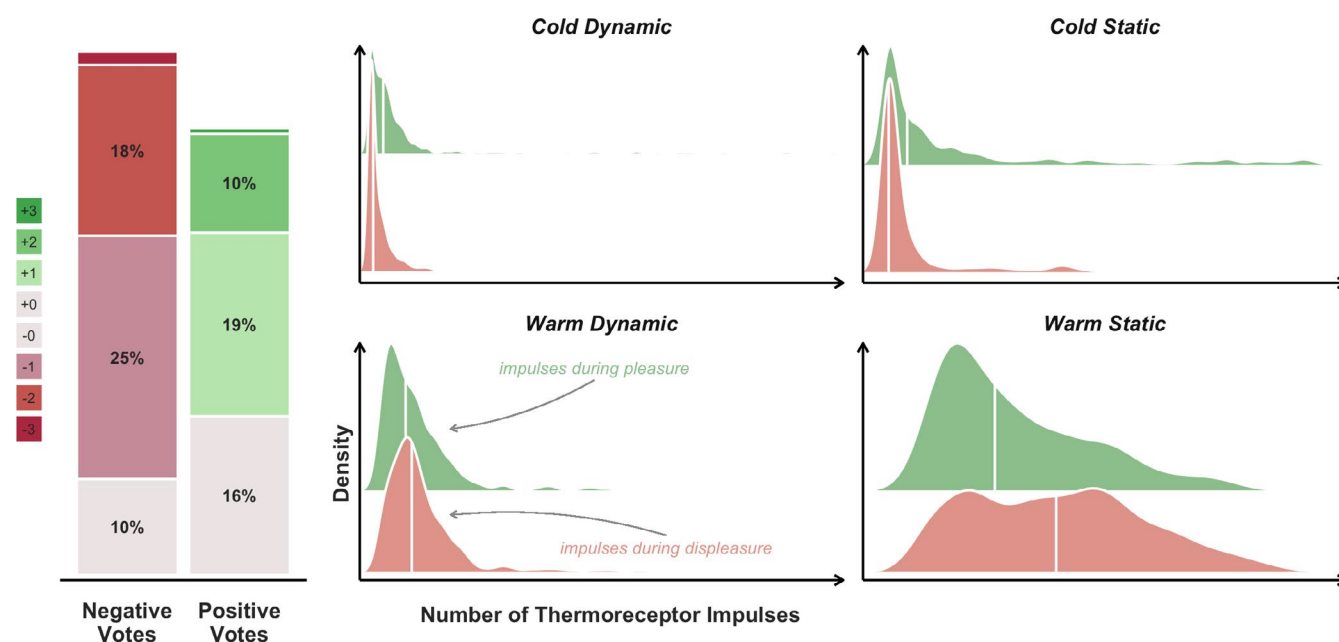 +3
+2
+1
+0
-0
-1
-2
-3
18%
25%
10%
10%
19%
16%
Negative
Votes
Positive
Votes
Cold Dynamic
Cold Static
Warm Dynamic
impulses during pleasure
impulses during displeasure
Warm Static
Density
Number of Thermoreceptor Impulses